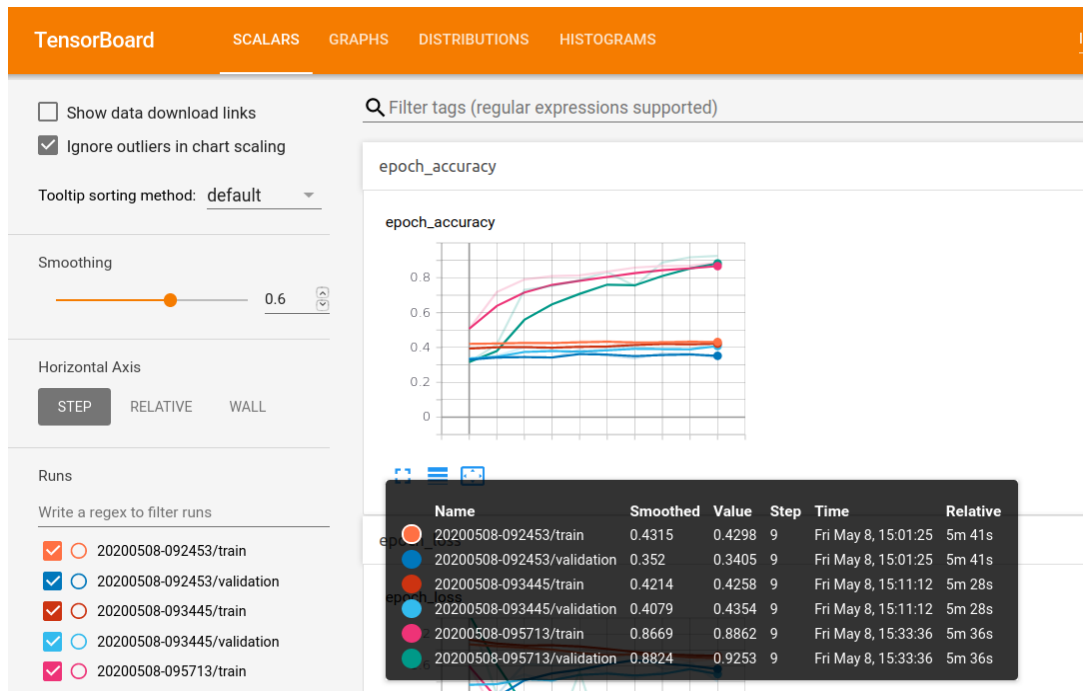 TensorBoard SCALARS GRAPHS DISTRIBUTIONS HISTOGRAMS
Show data download links
Ignore outliers in chart scaling
Tooltip sorting method: default
Smoothing
0.6
Horizontal Axis
STEP RELATIVE WALL
Runs
Write a regex to filter runs
20200508-092453/train
20200508-092453/validation
20200508-093445/train
20200508-093445/validation
20200508-095713/train
Filter tags (regular expressions supported)
epoch_accuracy
epoch_accuracy
0.8
0.6
0.4
0.2
0
epoch_loss
epoch_loss
Name Smoothed Value Step Time Relative
20200508-092453/train 0.4315 0.4298 9 Fri May 8, 15:01:25 5m 41s
20200508-092453/validation 0.352 0.3405 9 Fri May 8, 15:01:25 5m 41s
20200508-093445/train 0.4214 0.4258 9 Fri May 8, 15:11:12 5m 28s
20200508-093445/validation 0.4079 0.4354 9 Fri May 8, 15:11:12 5m 28s
20200508-095713/train 0.8669 0.8862 9 Fri May 8, 15:33:36 5m 36s
20200508-095713/validation 0.8824 0.9253 9 Fri May 8, 15:33:36 5m 36s